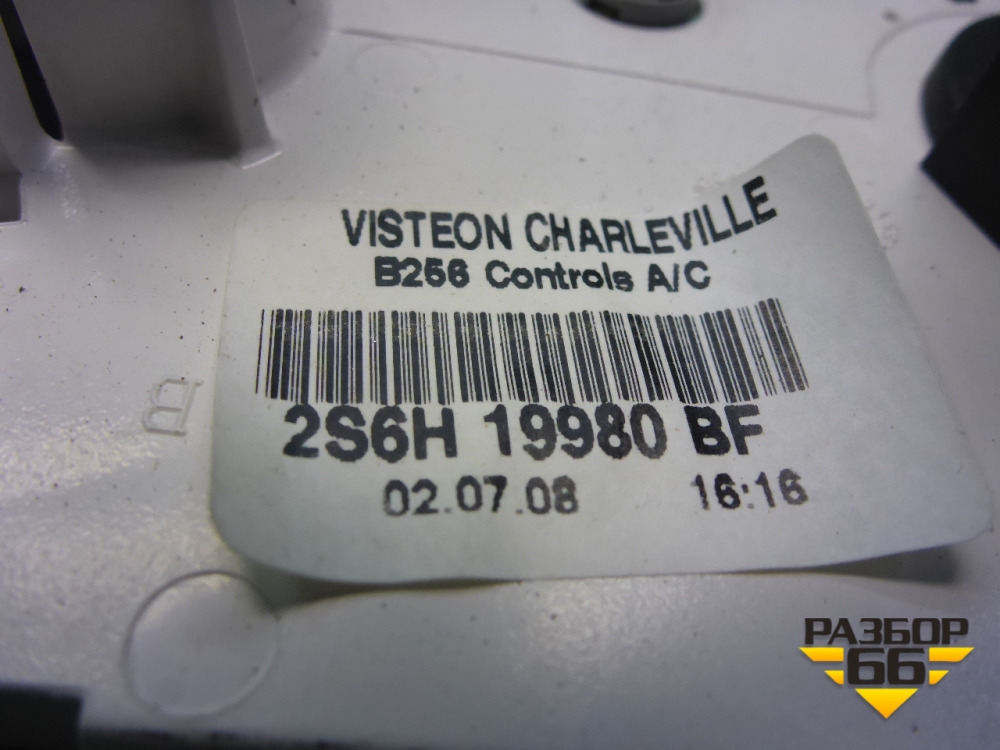 VISTEON CHARLEVILLE
B256 Controls A/C
2S6H 19980 BF
02.07.08 16:16
B
РАЗБОР
66